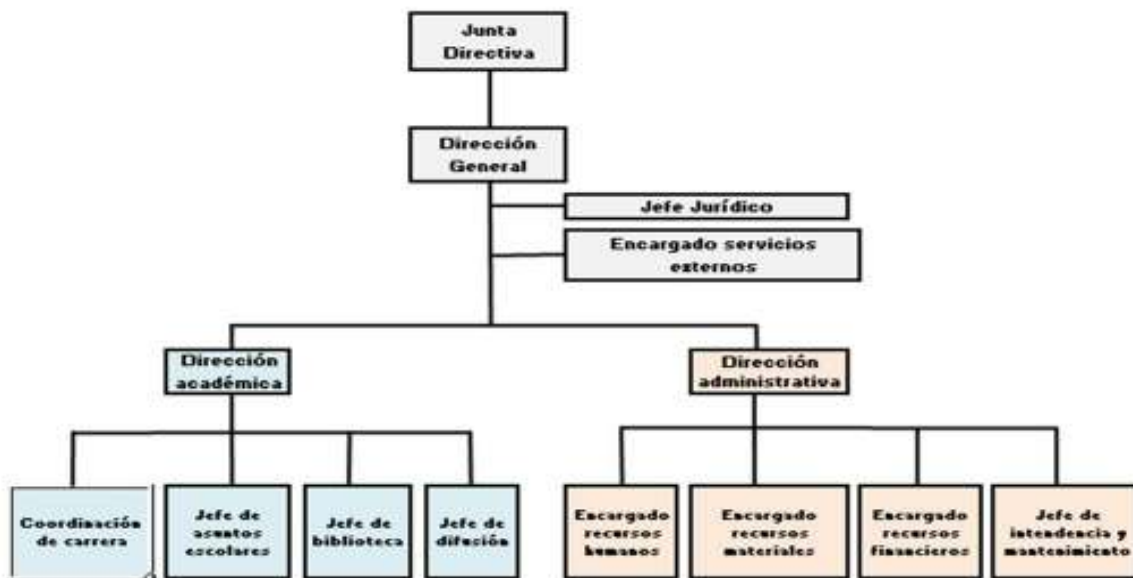 Junta
Directiva
Dirección
General
Jefe Jurídico
Encargado servicios
externos
Dirección
académica
Dirección
administrativa
Coordinación
de carrera
Jefe de
asuntos
escolares
Jefe de
biblioteca
Jefe de
difusión
Encargado
recursos
humanos
Encargado
recursos
materiales
Encargado
recursos
financieros
Jefe de
intendencia y
mantenimiento